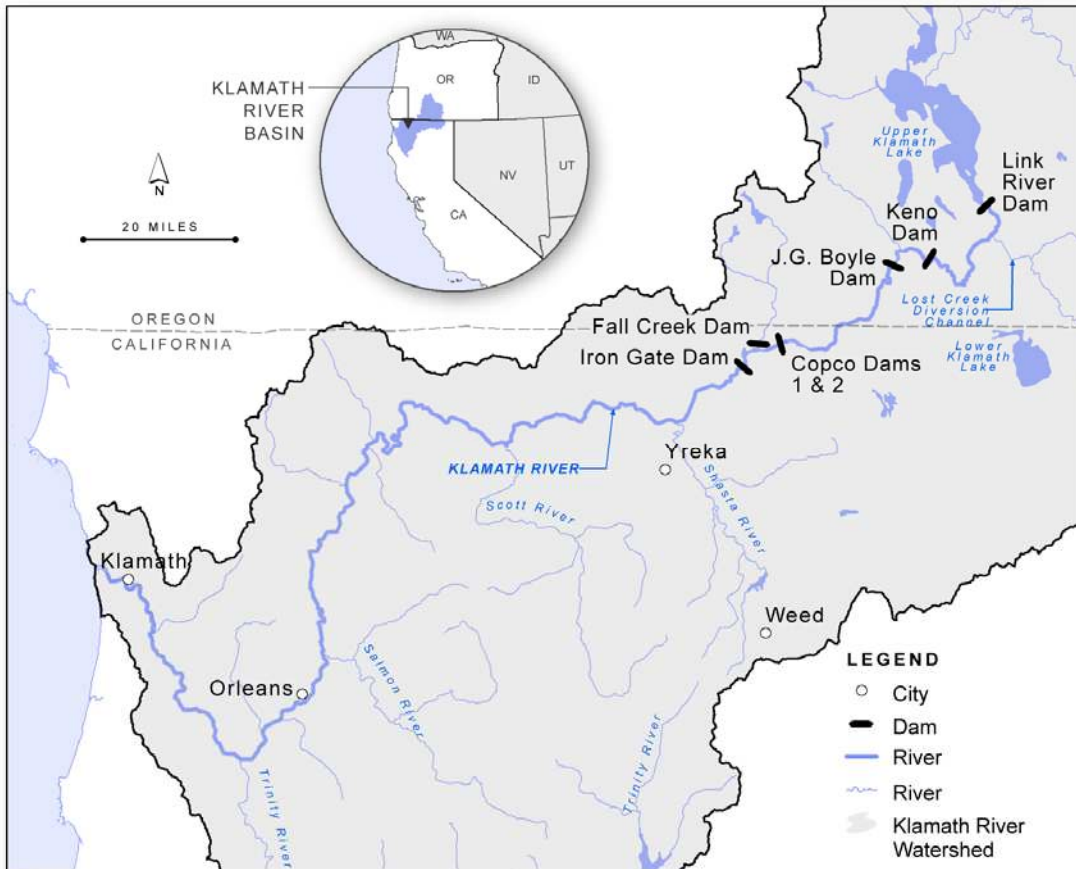 WA
OR
ID
KLAMATH
RIVER
BASIN
NV
UT
CA
N
20 MILES
Upper
Klamath
Lake
Link
River
Dam
Keno
Dam
J.G. Boyle
Dam
Lost Creek
Diversion
Channel
OREGON
CALIFORNIA
Fall Creek Dam
Iron Gate Dam
Copco Dams
1 & 2
Lower
Klamath
Lake
KLAMATH RIVER
Yreka
Shasta River
Scott River
Klamath
Weed
Salmon River
Orleans
Trinity River
Trinity River
LEGEND
City
Dam
River
River
Klamath River
Watershed